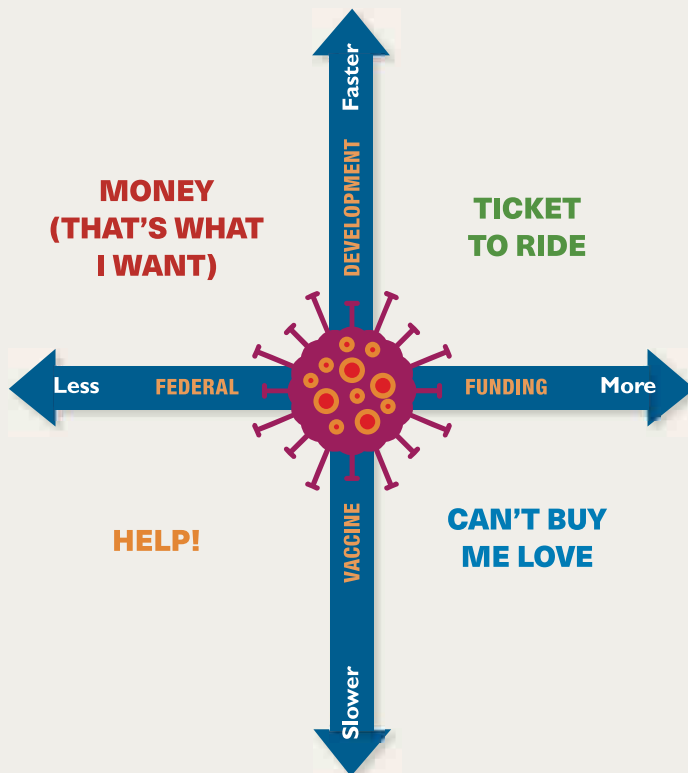 Faster
DEVELOPMENT
MONEY
(THAT'S WHAT
I WANT)
TICKET
TO RIDE
Less
FEDERAL
FUNDING
More
VACCINE
HELP!
CAN'T BUY
ME LOVE
Slower